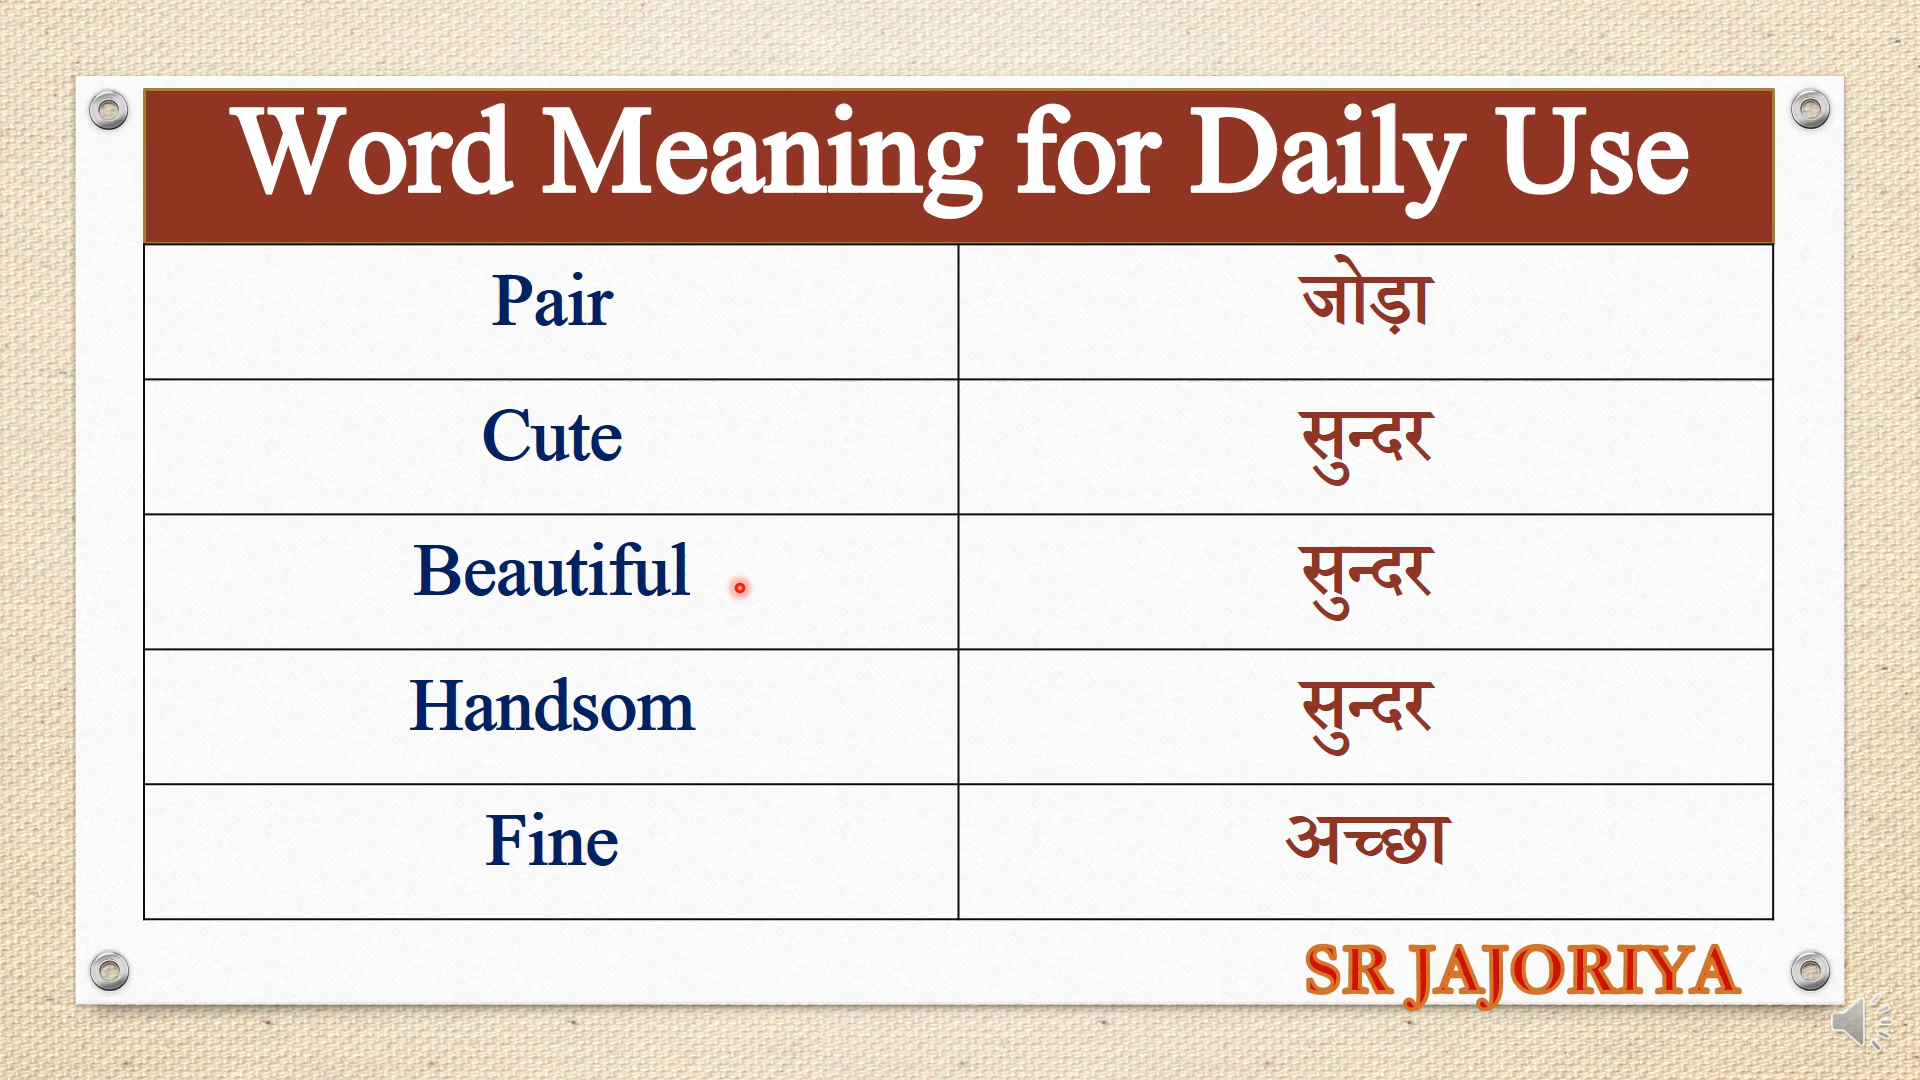 Word Meaning for Daily Use
Pair जोड़ा
Cute सुन्दर
Beautiful सुन्दर
Handsom सुन्दर
Fine अच्छा
SR JAJORIYA